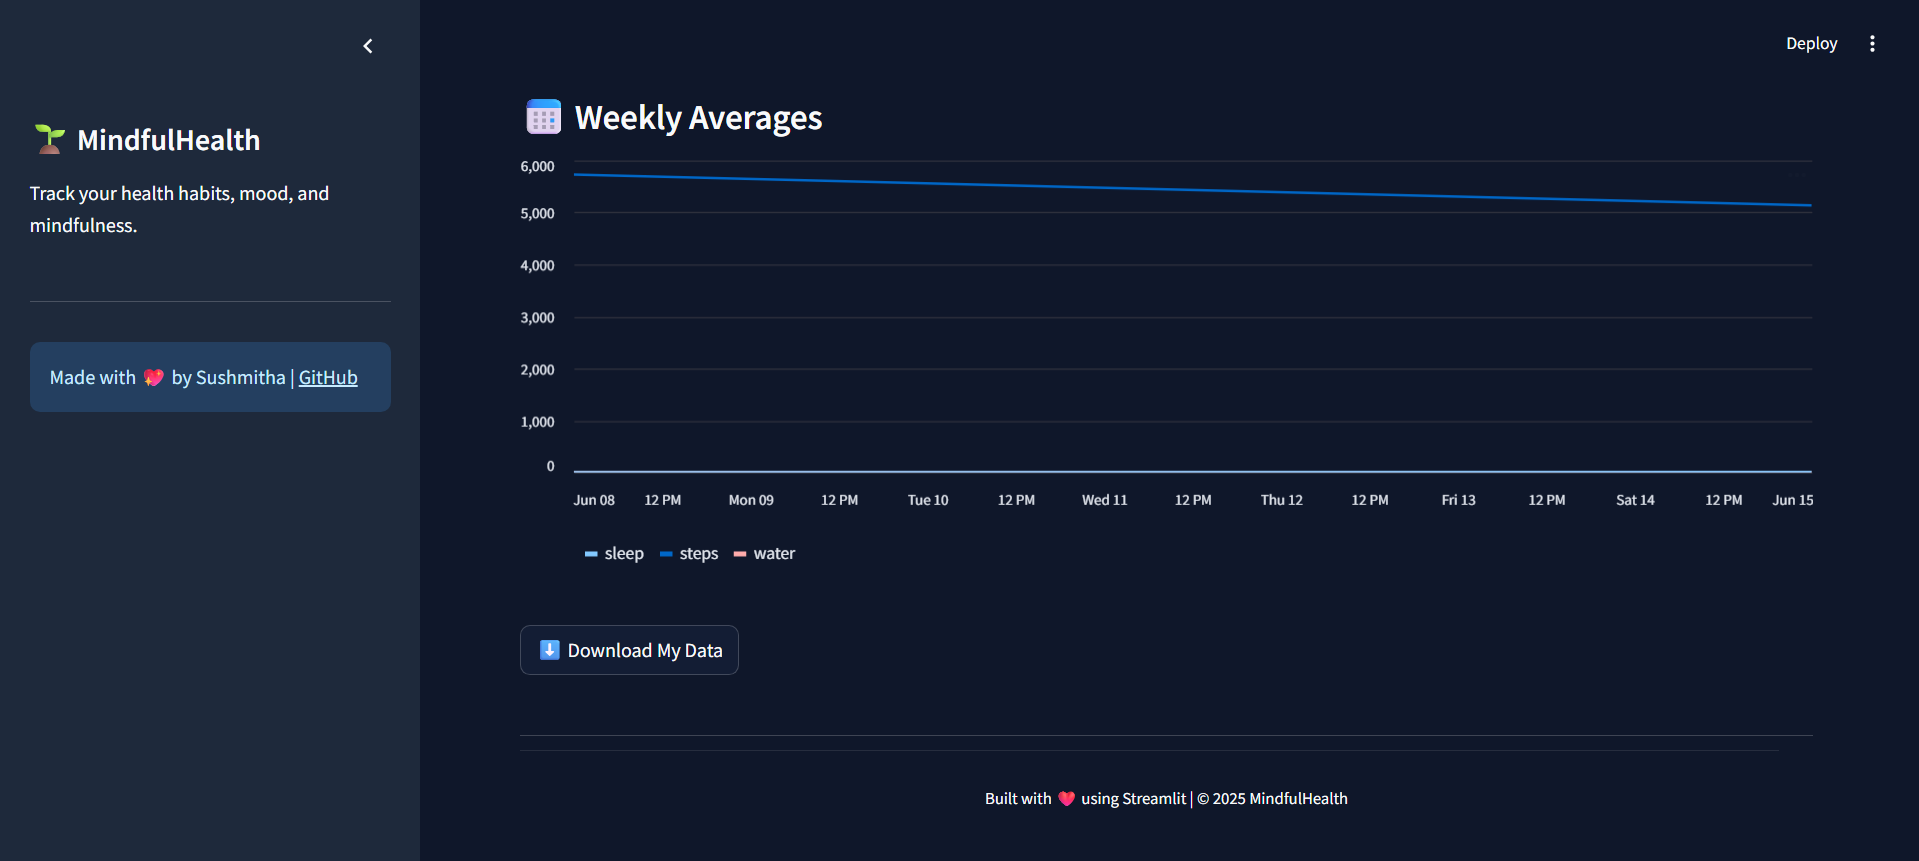 Deploy
MindfulHealth
Track your health habits, mood, and
mindfulness.
Made with by Sushmitha | GitHub
Weekly Averages
6,000
5,000
4,000
3,000
2,000
1,000
0
Jun 08 12 PM Mon 09 12 PM Tue 10 12 PM Wed 11 12 PM Thu 12 12 PM Fri 13 12 PM Sat 14 12 PM Jun 15
sleep steps water
Download My Data
Built with using Streamlit | © 2025 MindfulHealth